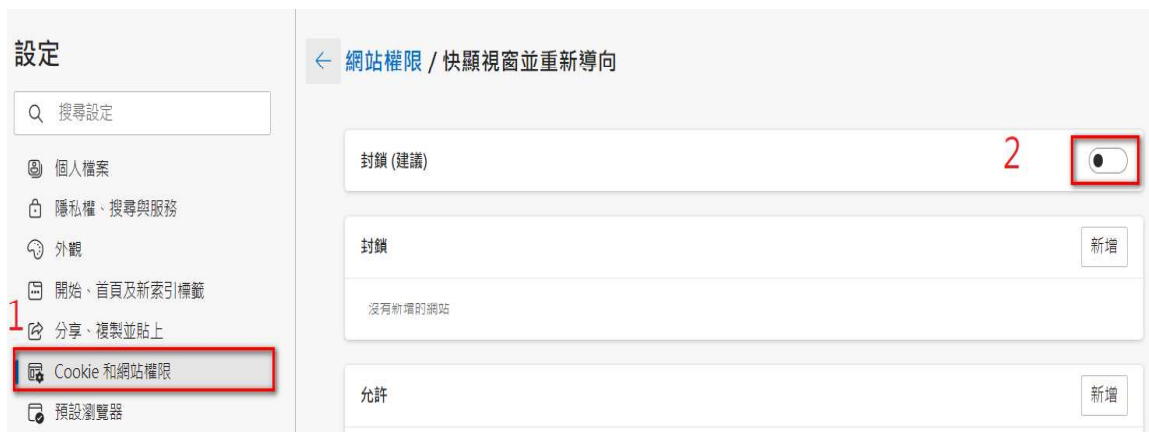 設定
搜尋設定
個人檔案
隱私權、搜尋與服務
外觀
開始、首頁及新索引標籤
1
分享、複製並貼上
Cookie 和網站權限
預設瀏覽器
← 網站權限 / 快顯視窗並重新導向
封鎖 (建議) 2
封鎖 新增
沒有新增的網站
允許 新增